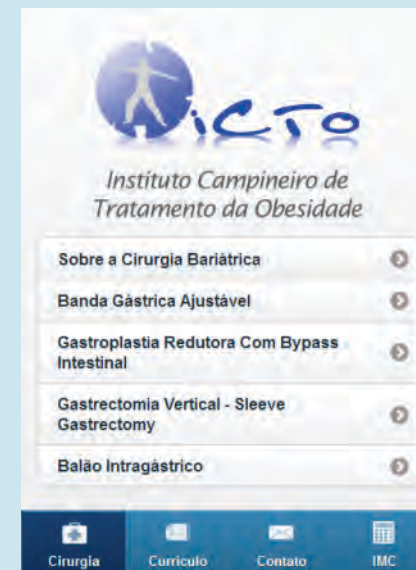 iCTO
Instituto Campineiro de
Tratamento da Obesidade
Sobre a Cirurgia Bariátrica
Banda Gástrica Ajustável
Gastroplastia Redutora Com Bypass
Intestinal
Gastrectomia Vertical - Sleeve
Gastrectomy
Balão Intragástrico
Cirurgia Currículo Contato IMC